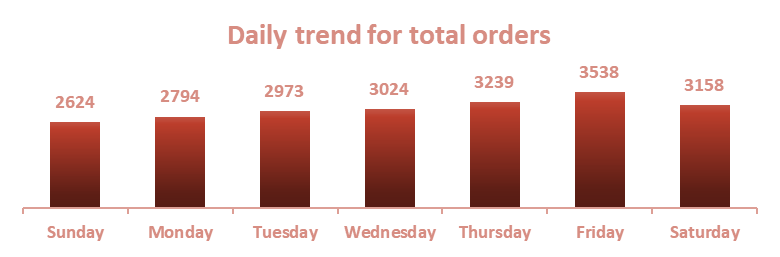 Daily trend for total orders
2624 2794 2973 3024 3239 3538 3158
Sunday Monday Tuesday Wednesday Thursday Friday Saturday